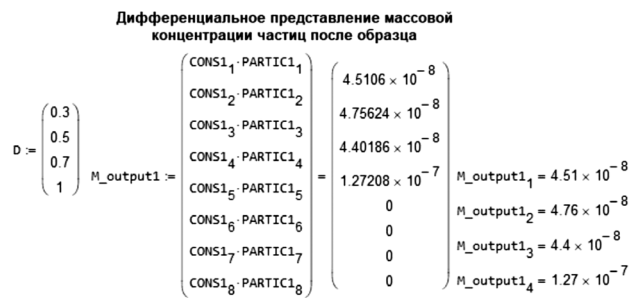 Дифференциальное представление массовой
концентрации частиц после образца
D := (0.3 0.5 0.7 1)
M_output1 := (CONS1₁·PARTIC1₁
CONS1₂·PARTIC1₂
CONS1₃·PARTIC1₃
CONS1₄·PARTIC1₄
CONS1₅·PARTIC1₅
CONS1₆·PARTIC1₆
CONS1₇·PARTIC1₇
CONS1₈·PARTIC1₈)
= (4.5106 × 10⁻⁸
4.75624 × 10⁻⁸
4.40186 × 10⁻⁸
1.27208 × 10⁻⁷
0
0
0
0)
M_output1₁ = 4.51 × 10⁻⁸
M_output1₂ = 4.76 × 10⁻⁸
M_output1₃ = 4.4 × 10⁻⁸
M_output1₄ = 1.27 × 10⁻⁷